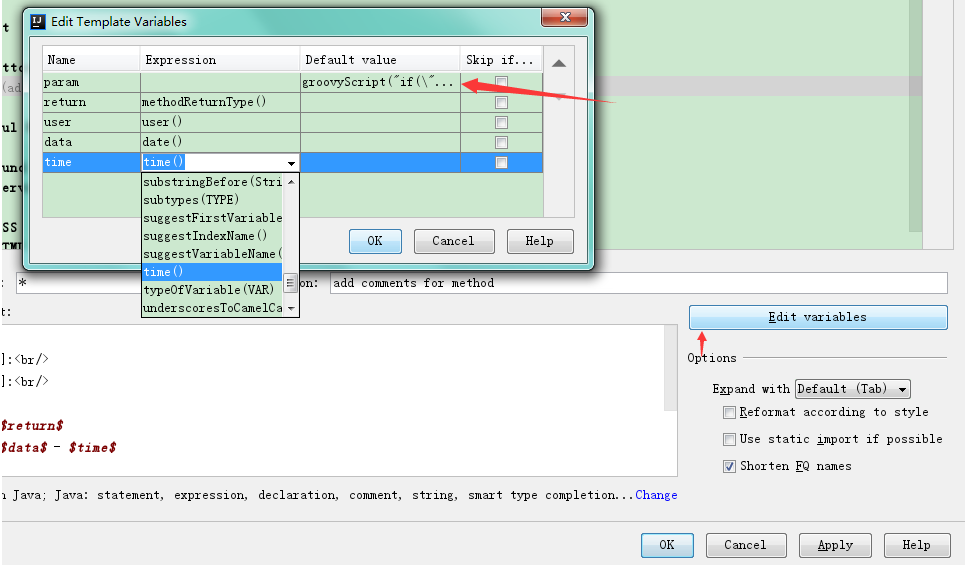 Edit Template Variables
Name Expression Default value Skip if...
param groovyScript("if(\"...
return methodReturnType()
user user()
data date()
time time()
substringBefore(Stri
subtypes(TYPE)
suggestFirstVariable
suggestIndexName()
suggestVariableName(
time()
typeOfVariable(VAR)
underscoresToCamelCa
OK Cancel Help
* on: add comments for method
t:
Edit variables
]:<br/>
]:<br/>
$return$
$data$ - $time$
Options
Expand with Default (Tab)
Reformat according to style
Use static import if possible
Shorten FQ names
n Java; Java: statement, expression, declaration, comment, string, smart type completion...Change
OK Cancel Apply Help